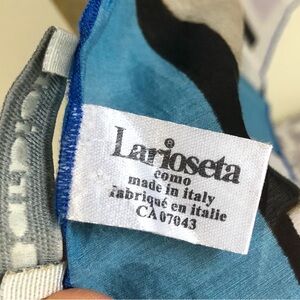 Larioseta
como
made in italy
fabriqué en italie
CA 07043